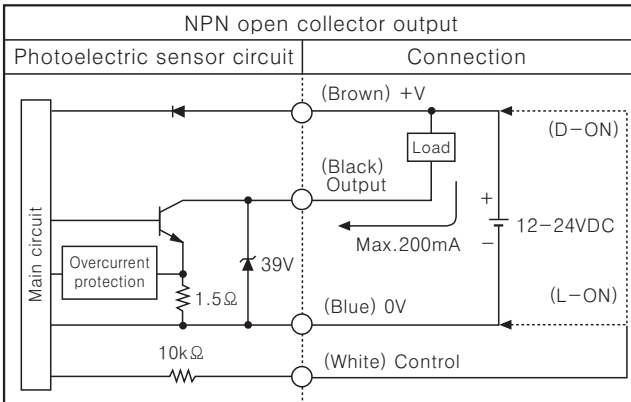 NPN open collector output
Photoelectric sensor circuit
Connection
(Brown) +V
(D-ON)
Load
(Black)
Output
+
12-24VDC
-
Max.200mA
Main circuit
Overcurrent
protection
39V
1.5Ω
(L-ON)
(Blue) 0V
10kΩ
(White) Control